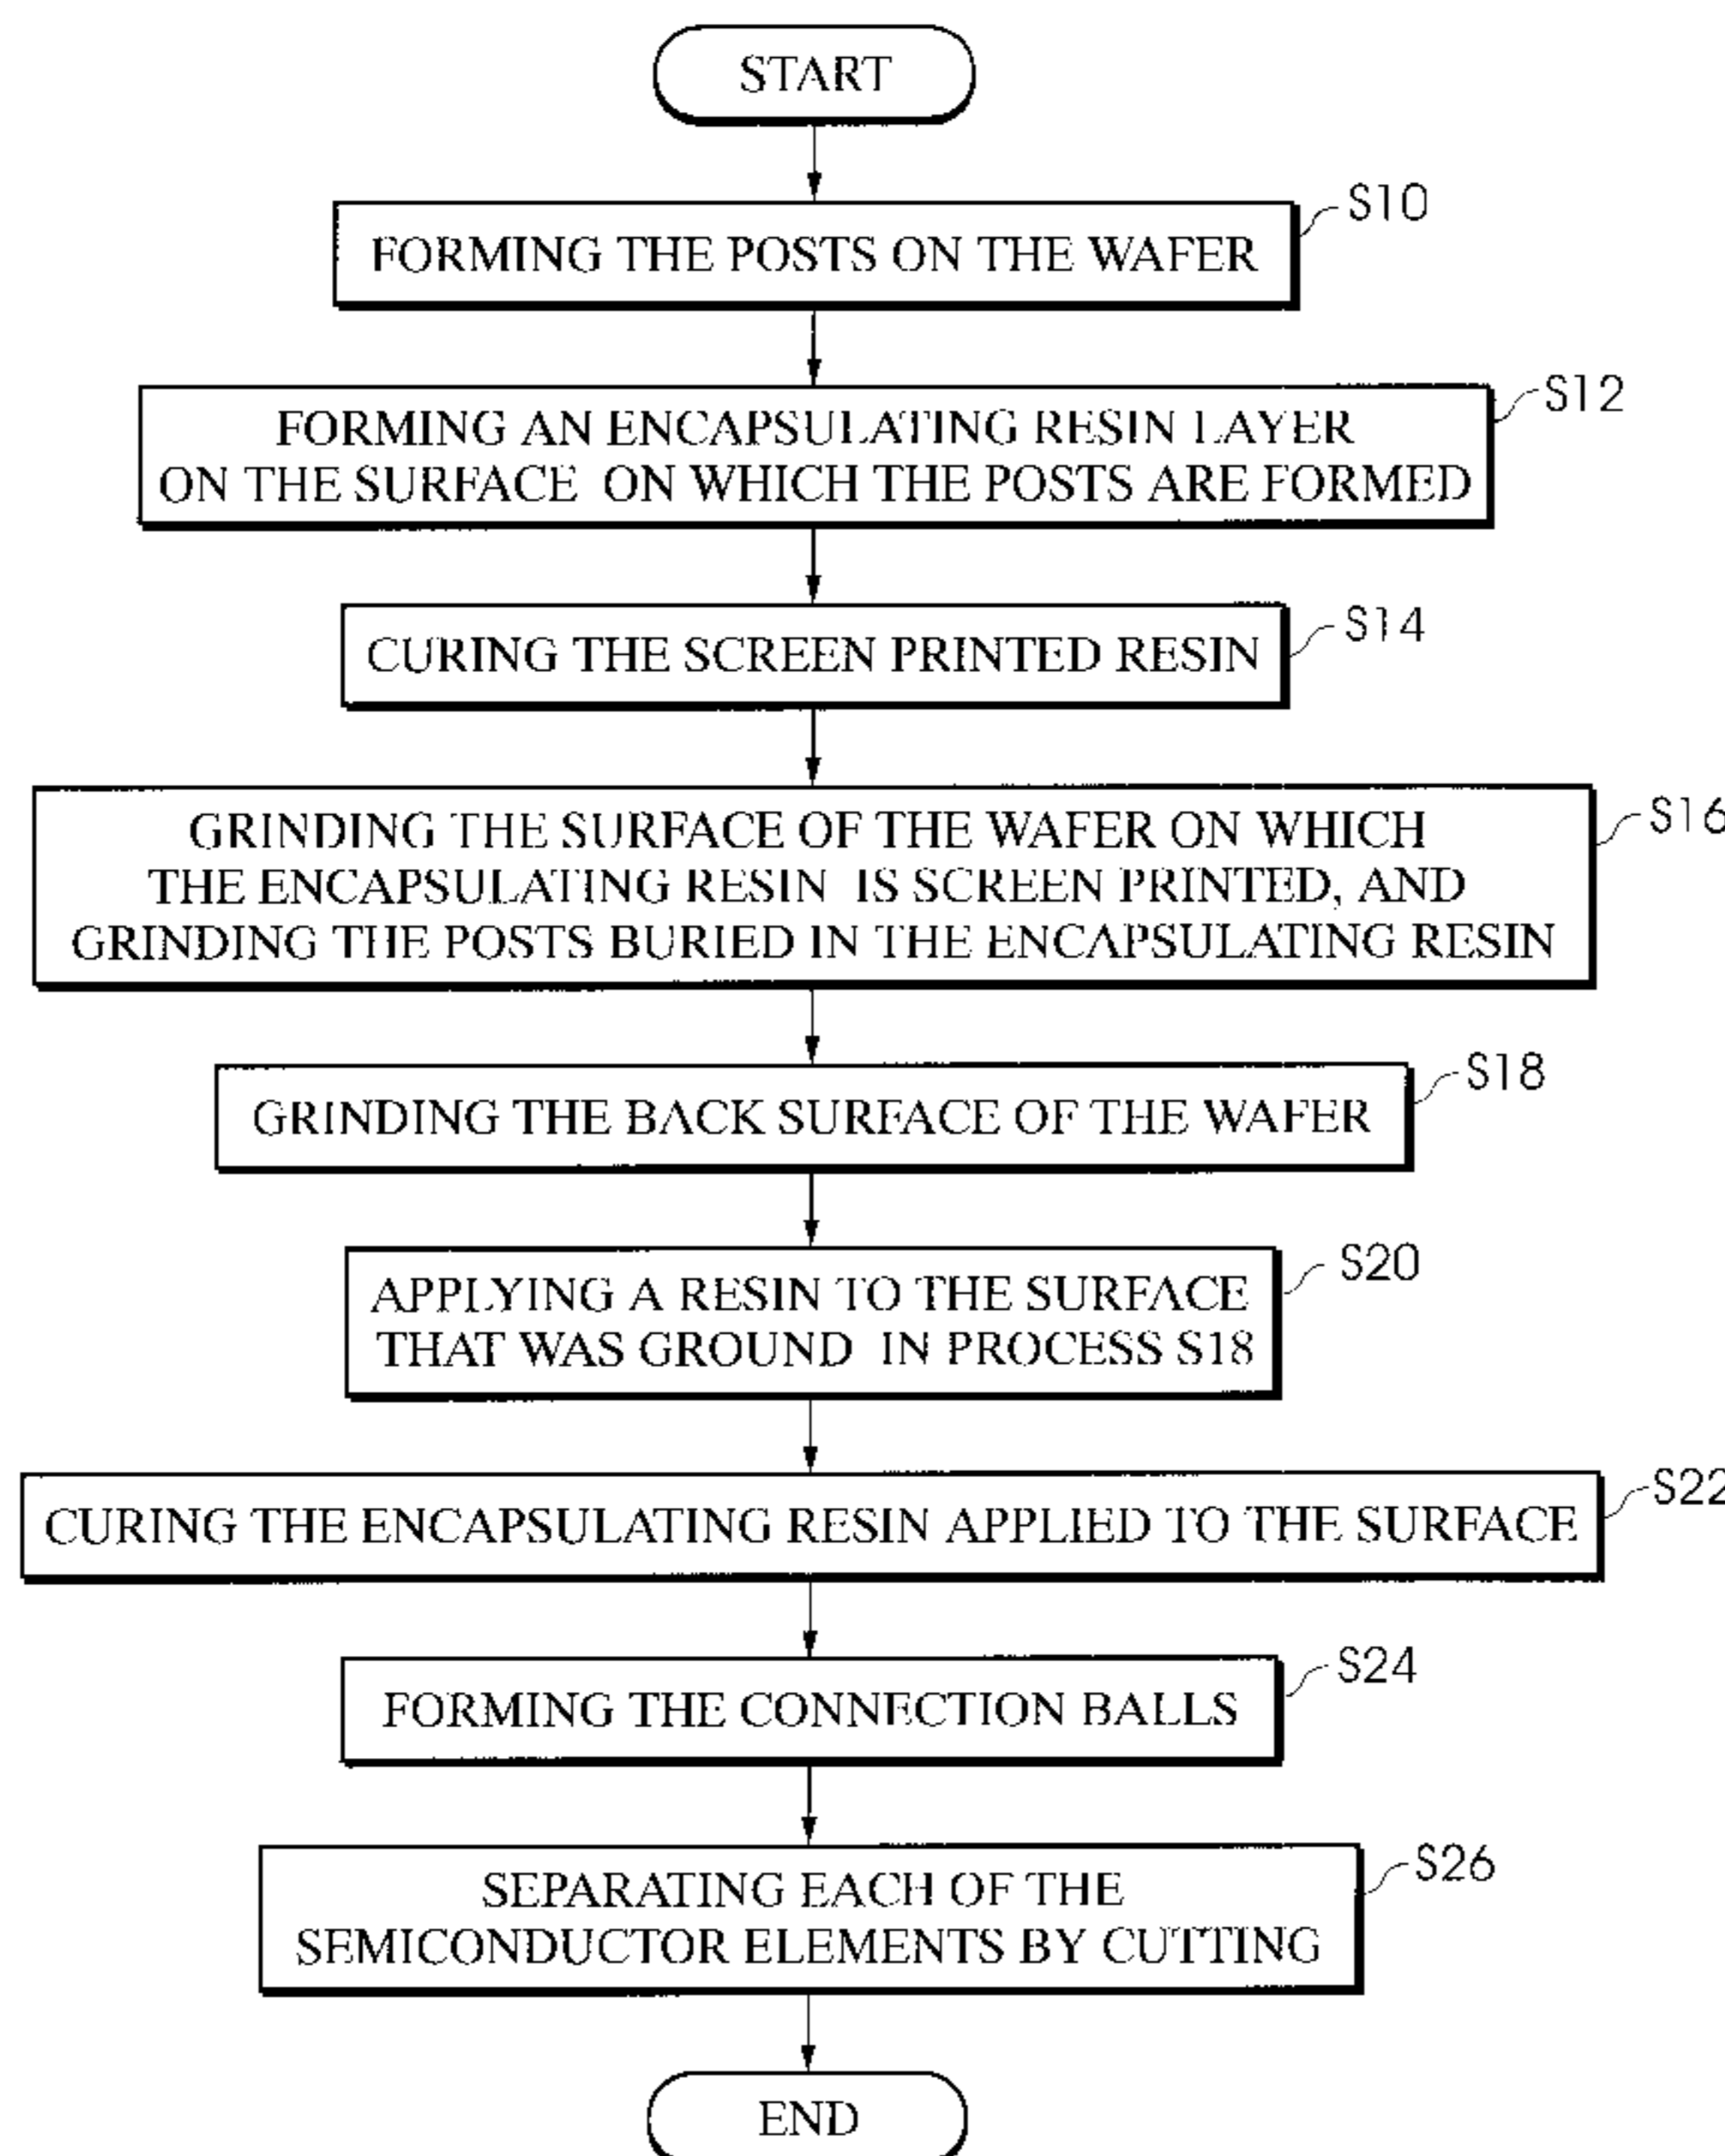 START
S10
FORMING THE POSTS ON THE WAFER
S12
FORMING AN ENCAPSULATING RESIN LAYER
ON THE SURFACE ON WHICH THE POSTS ARE FORMED
S14
CURING THE SCREEN PRINTED RESIN
S16
GRINDING THE SURFACE OF THE WAFER ON WHICH
THE ENCAPSULATING RESIN IS SCREEN PRINTED, AND
GRINDING THE POSTS BURIED IN THE ENCAPSULATING RESIN
S18
GRINDING THE BACK SURFACE OF THE WAFER
S20
APPLYING A RESIN TO THE SURFACE
THAT WAS GROUND IN PROCESS S18
S22
CURING THE ENCAPSULATING RESIN APPLIED TO THE SURFACE
S24
FORMING THE CONNECTION BALLS
S26
SEPARATING EACH OF THE
SEMICONDUCTOR ELEMENTS BY CUTTING
END